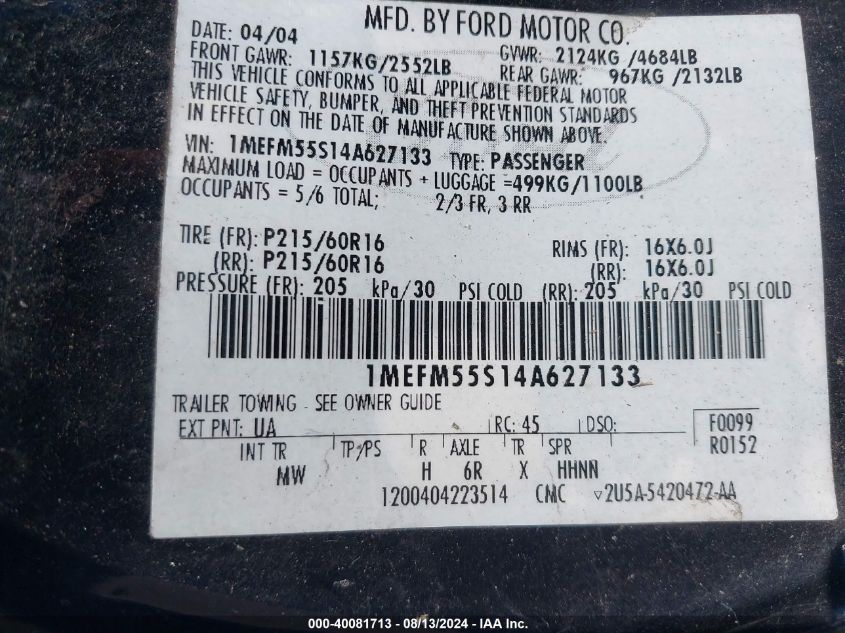 MFD. BY FORD MOTOR CO.
DATE: 04/04 GVWR: 2124KG /4684LB
FRONT GAWR: 1157KG/2552LB REAR GAWR: 967KG /2132LB
THIS VEHICLE CONFORMS TO ALL APPLICABLE FEDERAL MOTOR
VEHICLE SAFETY, BUMPER, AND THEFT PREVENTION STANDARDS
IN EFFECT ON THE DATE OF MANUFACTURE SHOWN ABOVE.
VIN: 1MEFM55S14A627133 TYPE: PASSENGER
MAXIMUM LOAD = OCCUPANTS + LUGGAGE =499KG/1100LB
OCCUPANTS = 5/6 TOTAL; 2/3 FR, 3 RR
TIRE (FR): P215/60R16 RIMS (FR): 16X6.0J
(RR): P215/60R16 (RR): 16X6.0J
PRESSURE (FR): 205 kPa/30 PSI COLD (RR): 205 kPa/30 PSI COLD
1MEFM55S14A627133
TRAILER TOWING - SEE OWNER GUIDE
EXT PNT: UA RC: 45 DSO: F0099
R0152
INT TR TP/PS R AXLE TR SPR
MW H 6R X HHNN
1200404223514 CMC ▽2U5A-5420472-AA
000-40081713 - 08/13/2024 - IAA Inc.